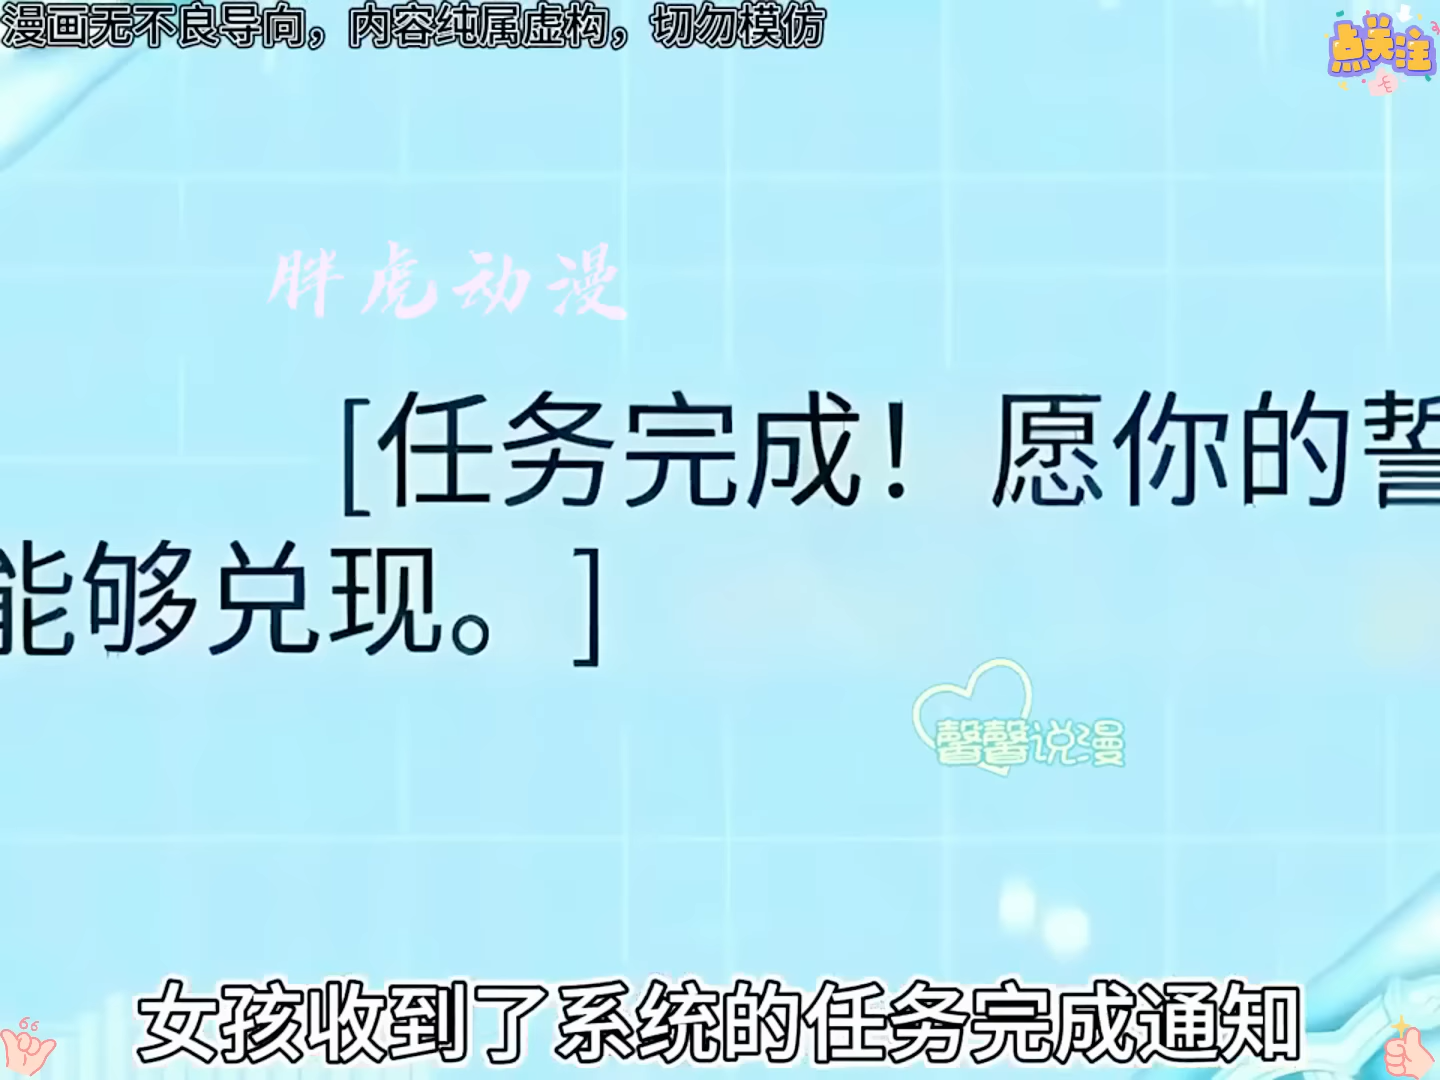 漫画无不良导向，内容纯属虚构，切勿模仿
点关注
胖虎动漫
[任务完成！愿你的誓
能够兑现。]
馨馨说漫
女孩收到了系统的任务完成通知
66